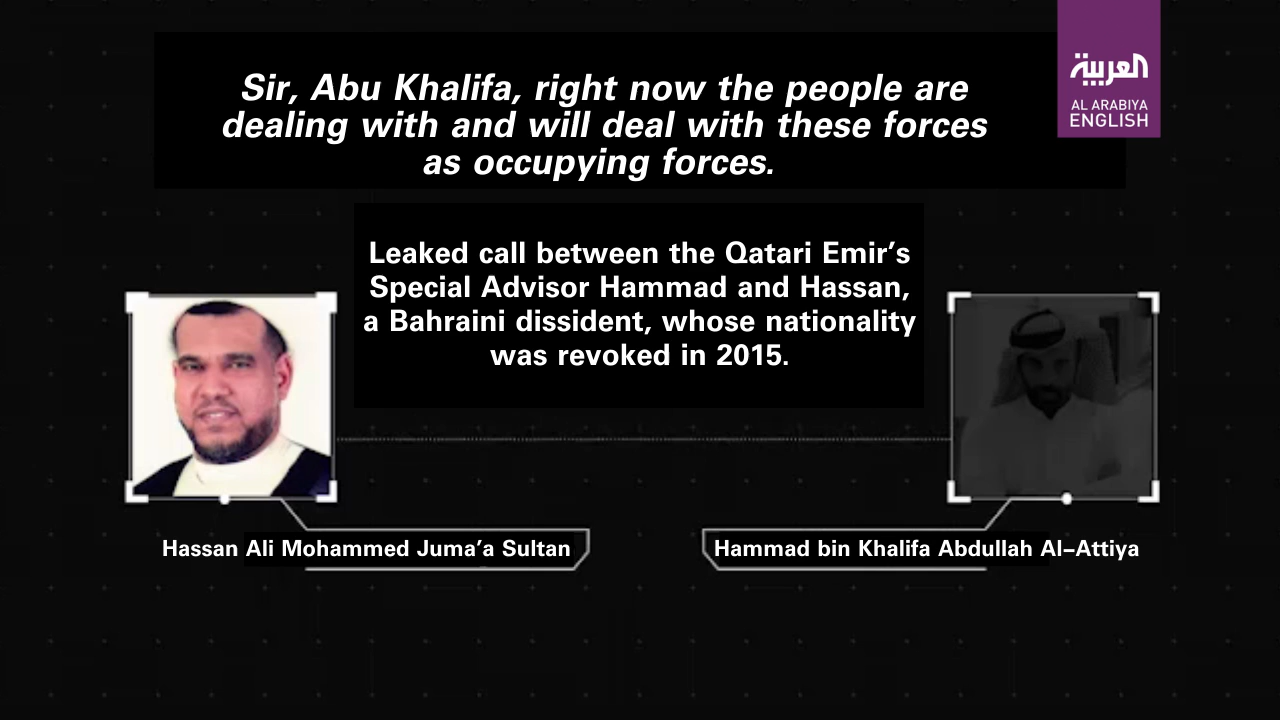 Sir, Abu Khalifa, right now the people are
dealing with and will deal with these forces
as occupying forces.
العربية
AL ARABIYA
ENGLISH
Leaked call between the Qatari Emir’s
Special Advisor Hammad and Hassan,
a Bahraini dissident, whose nationality
was revoked in 2015.
Hassan Ali Mohammed Juma’a Sultan
Hammad bin Khalifa Abdullah Al–Attiya